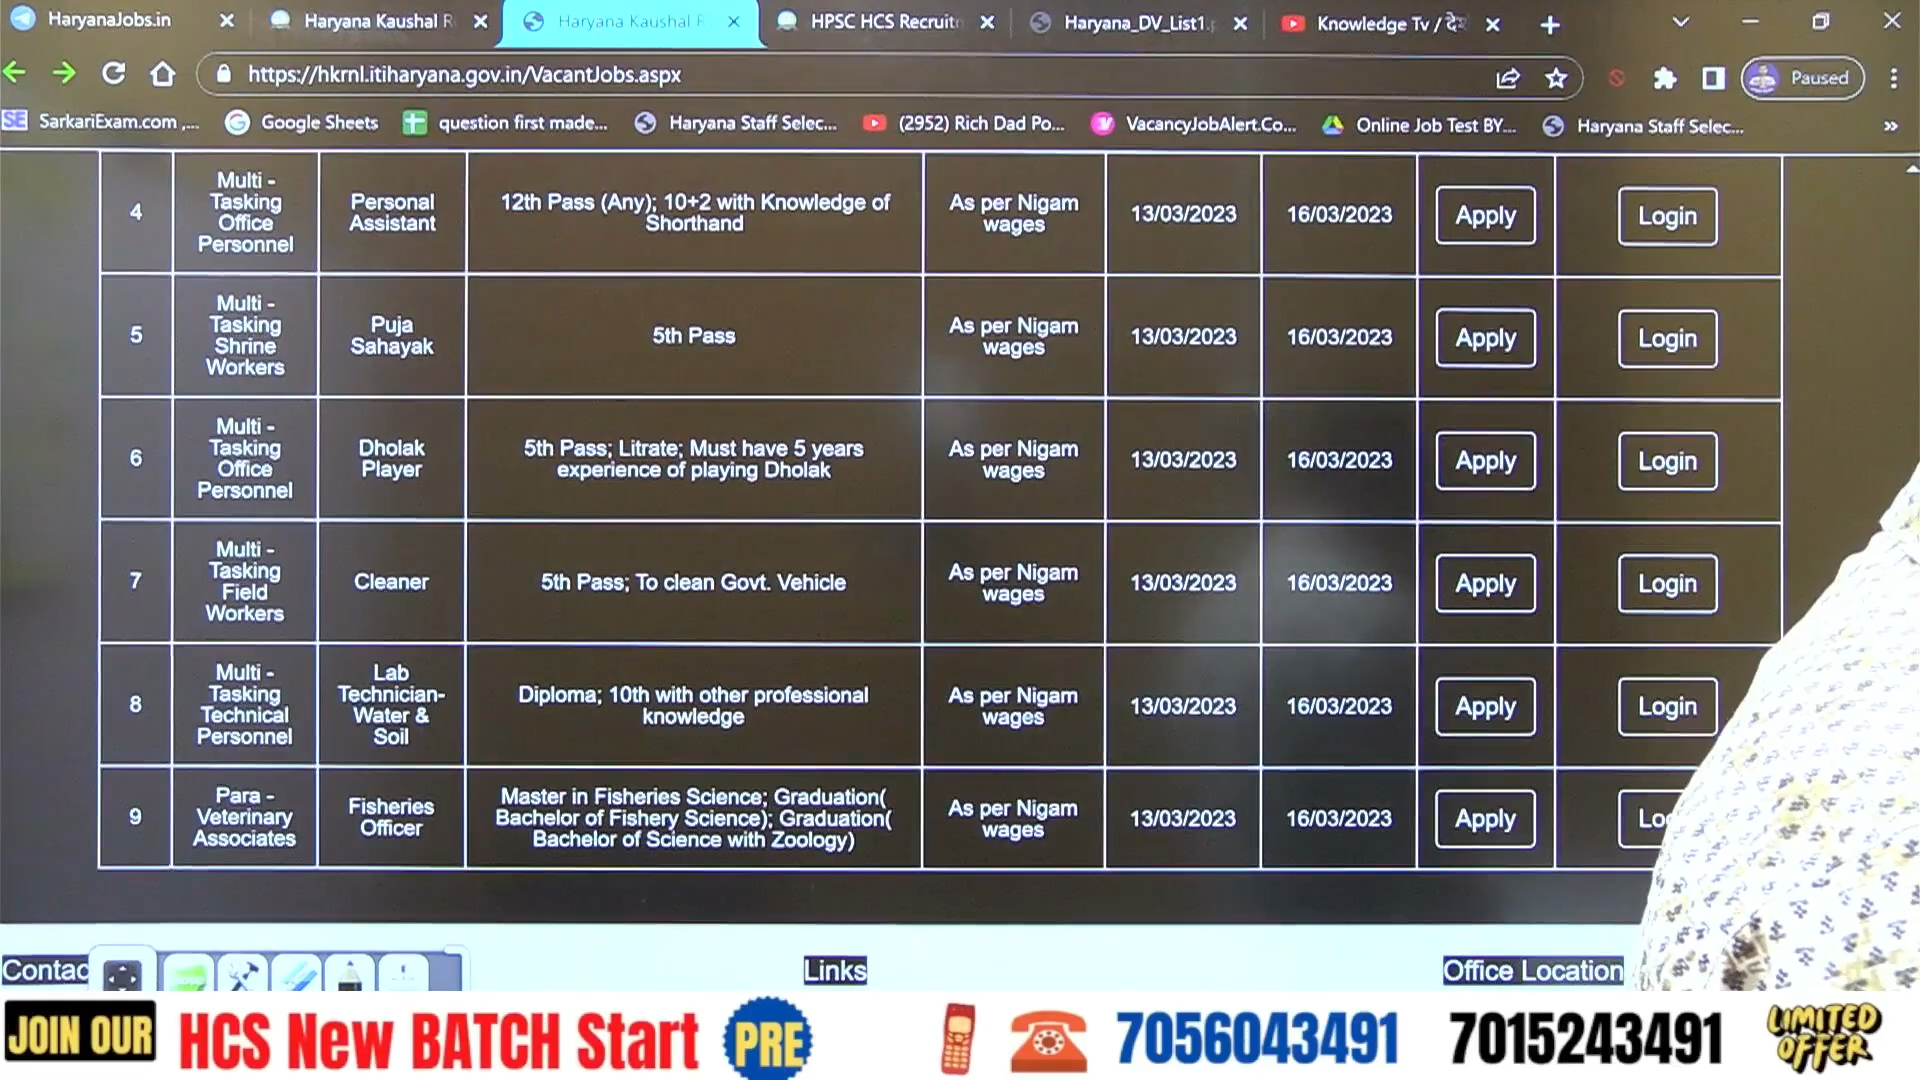 HaryanaJobs.in
Haryana Kaushal R
Haryana Kaushal R
HPSC HCS Recruit
Haryana_DV_List1.
Knowledge Tv /
https://hkrnl.itiharyana.gov.in/VacantJobs.aspx
Paused
SE SarkariExam.com ,...
Google Sheets
question first made...
Haryana Staff Selec...
(2952) Rich Dad Po...
VacancyJobAlert.Co...
Online Job Test BY...
Haryana Staff Selec...
»
4
Multi -
Tasking
Office
Personnel
Personal
Assistant
12th Pass (Any); 10+2 with Knowledge of
Shorthand
As per Nigam
wages
13/03/2023
16/03/2023
Apply
Login
5
Multi -
Tasking
Shrine
Workers
Puja
Sahayak
5th Pass
As per Nigam
wages
13/03/2023
16/03/2023
Apply
Login
6
Multi -
Tasking
Office
Personnel
Dholak
Player
5th Pass; Litrate; Must have 5 years
experience of playing Dholak
As per Nigam
wages
13/03/2023
16/03/2023
Apply
Login
7
Multi -
Tasking
Field
Workers
Cleaner
5th Pass; To clean Govt. Vehicle
As per Nigam
wages
13/03/2023
16/03/2023
Apply
Login
8
Multi -
Tasking
Technical
Personnel
Lab
Technician-
Water &
Soil
Diploma; 10th with other professional
knowledge
As per Nigam
wages
13/03/2023
16/03/2023
Apply
Login
9
Para -
Veterinary
Associates
Fisheries
Officer
Master in Fisheries Science; Graduation(
Bachelor of Fishery Science); Graduation(
Bachelor of Science with Zoology)
As per Nigam
wages
13/03/2023
16/03/2023
Apply
Lo
Contac
Links
Office Location
JOIN OUR HCS New BATCH Start PRE 7056043491 7015243491 LIMITED
OFFER